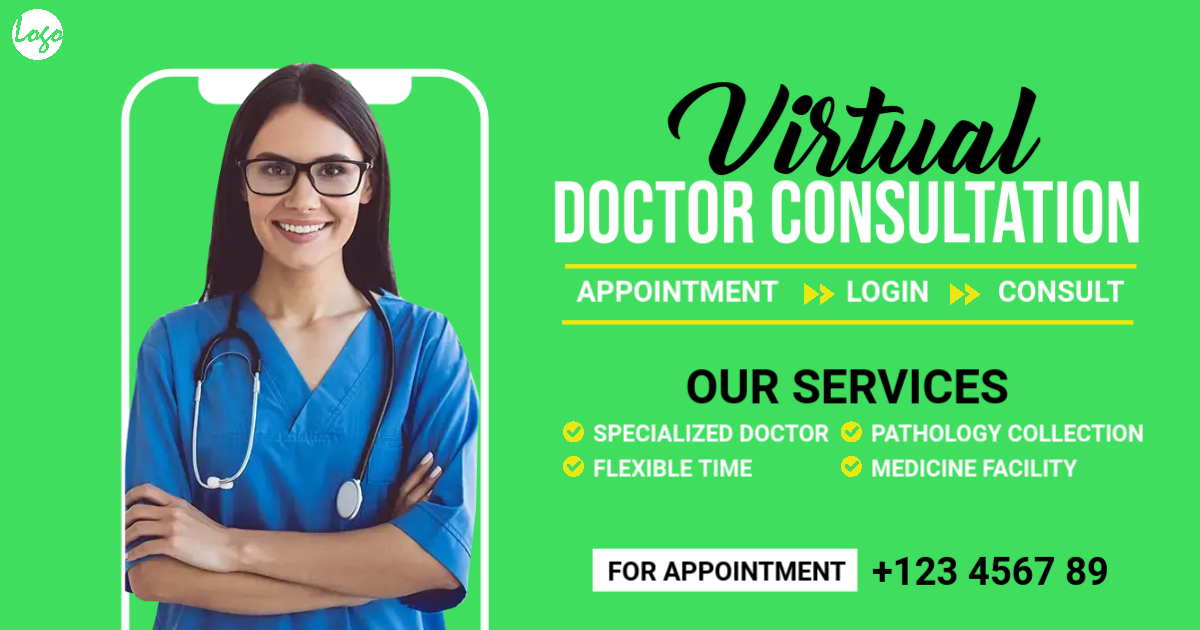 Logo
Virtual
DOCTOR CONSULTATION
APPOINTMENT LOGIN CONSULT
OUR SERVICES
SPECIALIZED DOCTOR PATHOLOGY COLLECTION
FLEXIBLE TIME MEDICINE FACILITY
FOR APPOINTMENT +123 4567 89